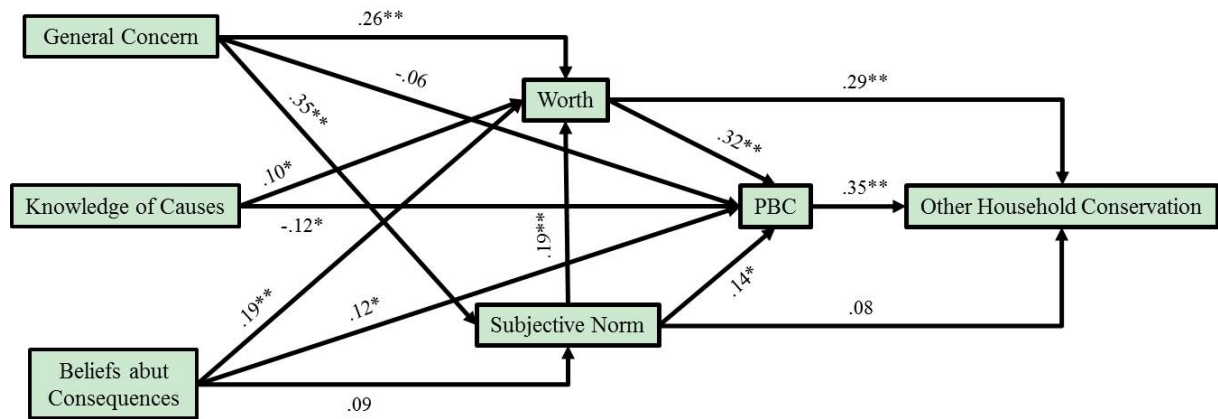 General Concern
.26**
-.06
.35**
Worth
.29**
.32**
.10*
Knowledge of Causes
-.12*
PBC
.35**
Other Household Conservation
.19**
.19**
.12*
.14*
Subjective Norm
.08
Beliefs abut
Consequences
.09